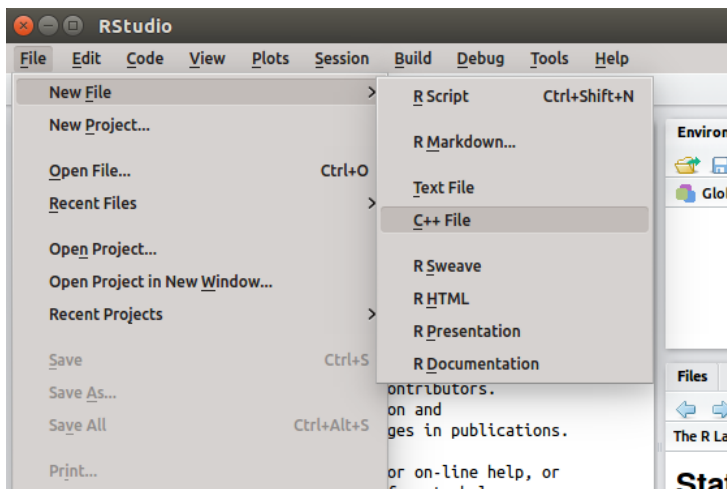 RStudio
File Edit Code View Plots Session Build Debug Tools Help
New File
New Project...
Open File... Ctrl+O
Recent Files
Open Project...
Open Project in New Window...
Recent Projects
Save Ctrl+S
Save As...
Save All Ctrl+Alt+S
Print...
R Script Ctrl+Shift+N
R Markdown...
Text File
C++ File
R Sweave
R HTML
R Presentation
R Documentation
ontributors.
on and
ges in publications.
or on-line help, or
Environ
Glo
Files
The R La
Sta